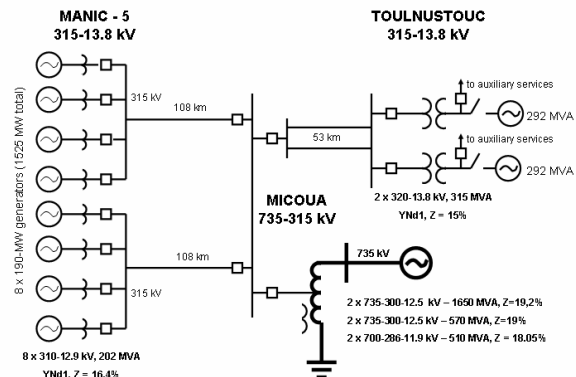 MANIC - 5
315-13.8 kV
TOULNUSTOUC
315-13.8 kV
8 x 190-MW generators (1525 MW total)
315 kV
108 km
to auxiliary services
292 MVA
53 km
to auxiliary services
292 MVA
2 x 320-13.8 kV, 315 MVA
YNd1, Z = 15%
MICOUA
735-315 kV
108 km
315 kV
735 kV
2 x 735-300-12.5 kV – 1650 MVA, Z=19,2%
2 x 735-300-12.5 kV – 570 MVA, Z=19%
2 x 700-286-11.9 kV – 510 MVA, Z = 18.05%
8 x 310-12.9 kV, 202 MVA
YNd1, Z = 16.4%